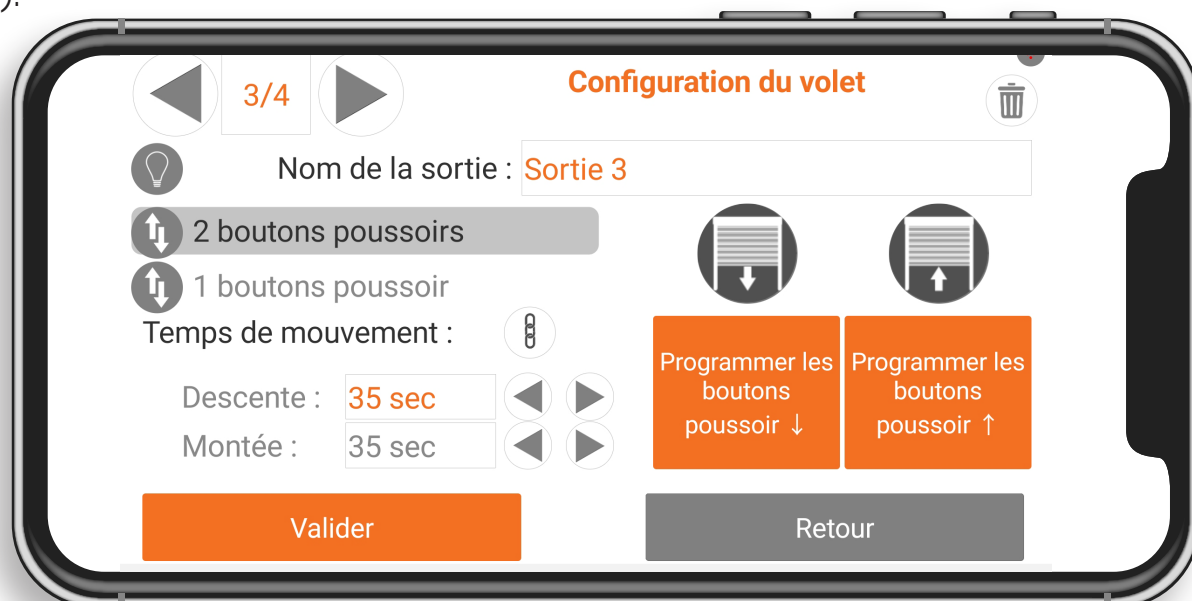 ).
3/4
Configuration du volet
Nom de la sortie : Sortie 3
2 boutons poussoirs
1 boutons poussoir
Temps de mouvement :
Descente : 35 sec
Montée : 35 sec
Programmer les
boutons
poussoir ↓
Programmer les
boutons
poussoir ↑
Valider
Retour